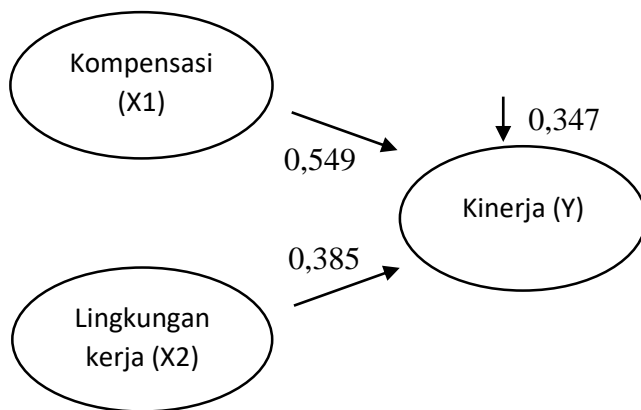 Kompensasi
(X1)
0,347
0,549
Kinerja (Y)
0,385
Lingkungan
kerja (X2)